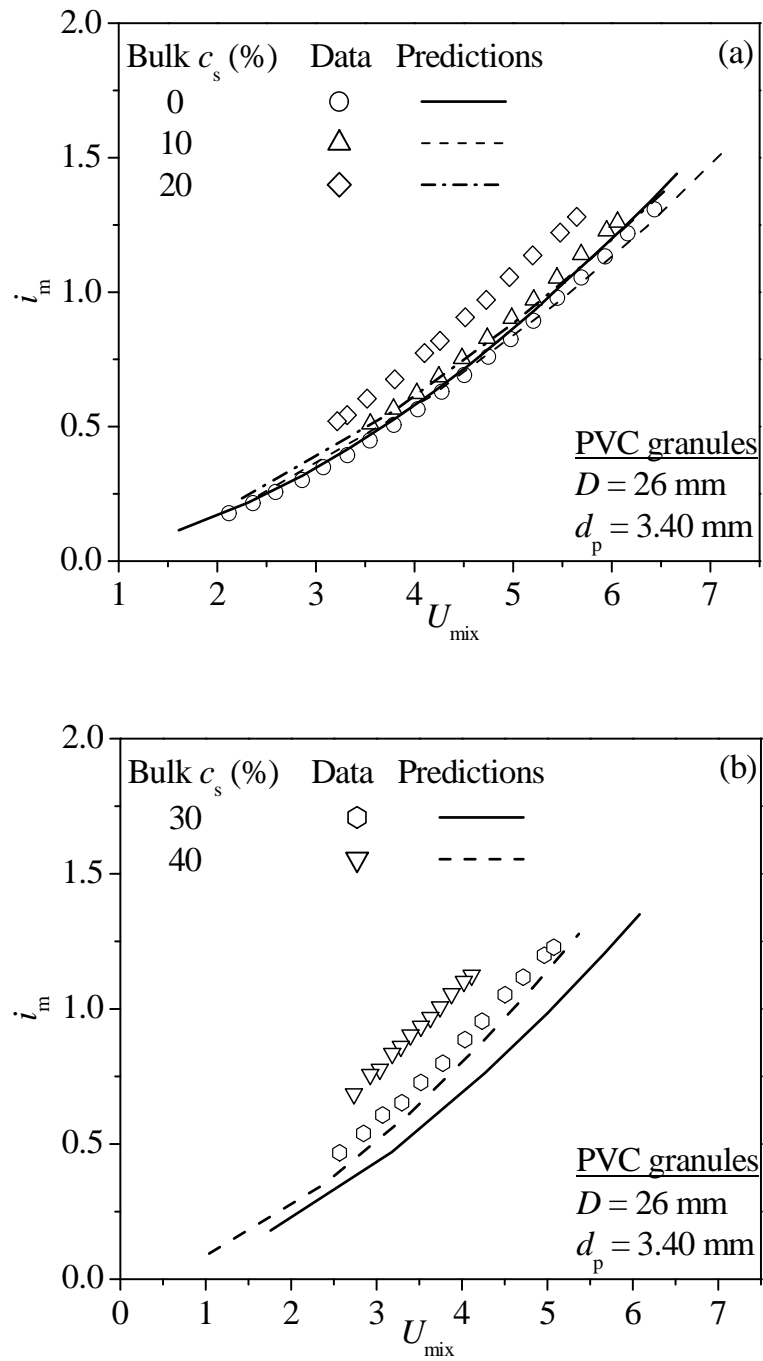 2.0
Bulk c_s (%) Data Predictions (a)
0
10
20
1.5
1.0
i_m
0.5
PVC granules
D = 26 mm
d_p = 3.40 mm
0.0
1 2 3 4 5 6 7
U_mix
2.0
Bulk c_s (%) Data Predictions (b)
30
40
1.5
1.0
i_m
0.5
PVC granules
D = 26 mm
d_p = 3.40 mm
0.0
0 1 2 3 4 5 6 7
U_mix